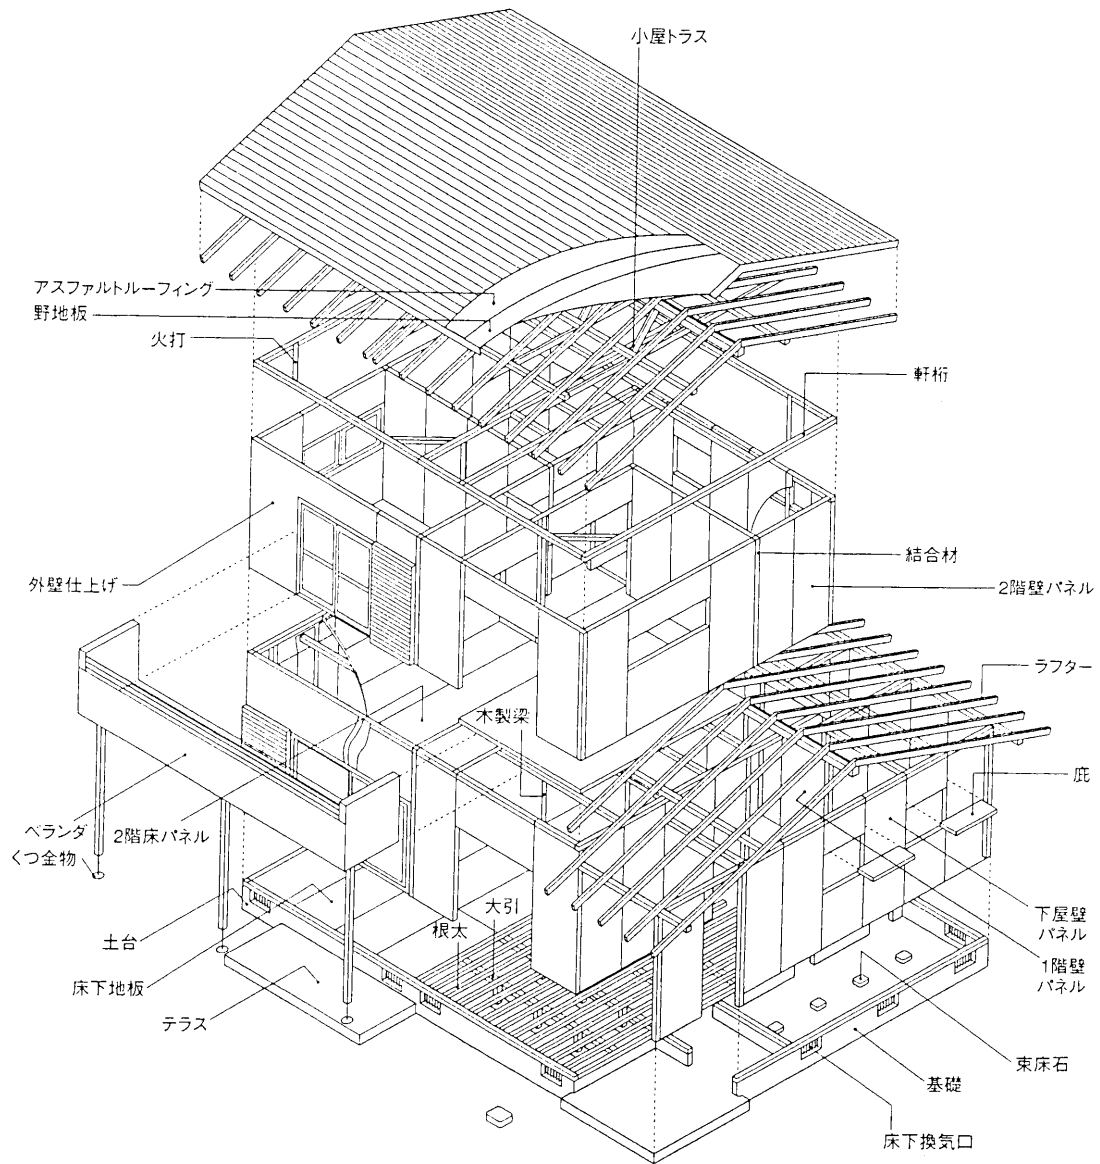 小屋トラス
アスファルトルーフィング
野地板
火打
軒桁
結合材
2階壁パネル
外壁仕上げ
ラフター
木製梁
庇
ベランダ
2階床パネル
くつ金物
大引
根太
土台
床下地板
テラス
下屋壁
パネル
1階壁
パネル
束床石
基礎
床下換気口